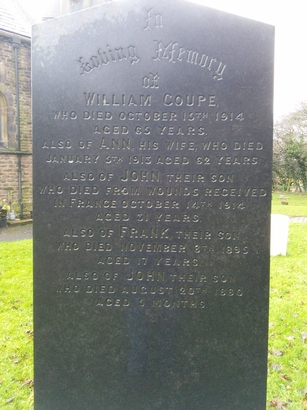 In
Loving Memory
of
WILLIAM COUPE,
WHO DIED OCTOBER 15TH 1914
AGED 65 YEARS.
ALSO OF ANN, HIS WIFE, WHO DIED
JANUARY 5TH 1913 AGED 62 YEARS.
ALSO OF JOHN THEIR SON
WHO DIED FROM WOUNDS RECEIVED
IN FRANCE OCTOBER 14TH 1914
AGED 31 YEARS.
ALSO OF FRANK, THEIR SON
WHO DIED NOVEMBER 8TH 1895
AGED 17 YEARS.
ALSO OF JOHN THEIR SON
WHO DIED AUGUST 20TH 1880
AGED MONTHS